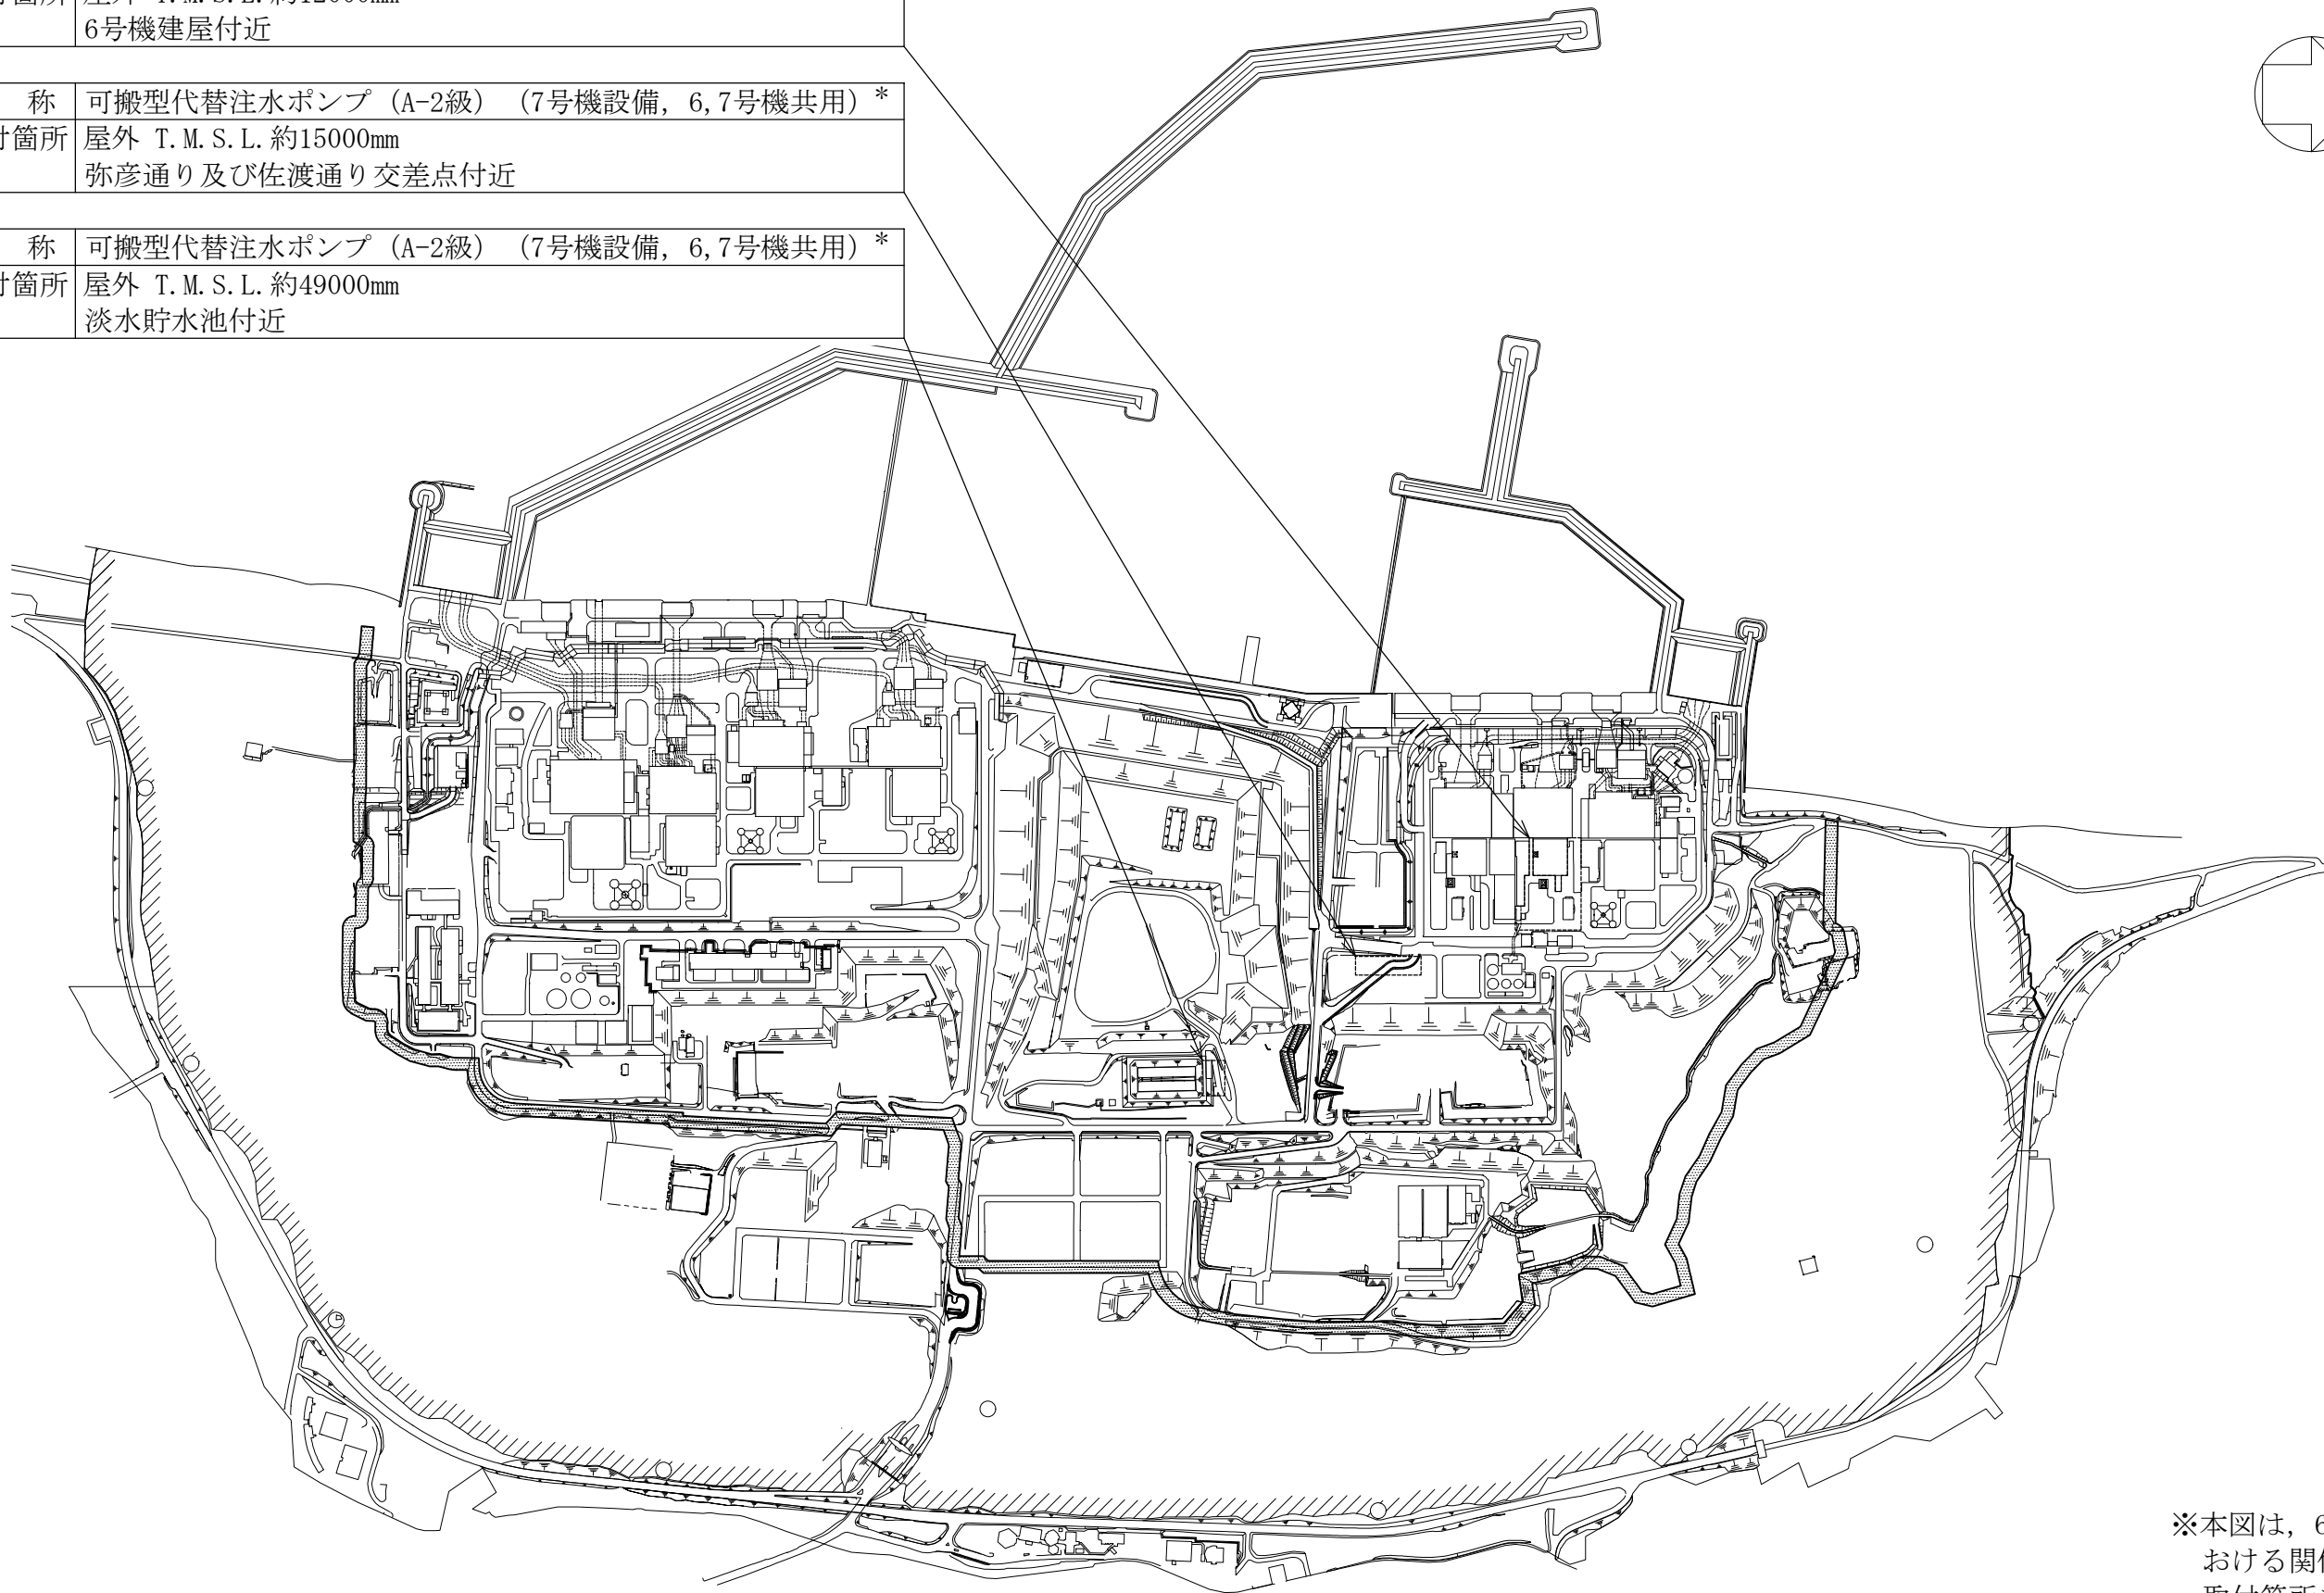 6号機建屋付近
称 可搬型代替注水ポンプ（A-2級）（7号機設備，6,7号機共用）*
付箇所 屋外 T.M.S.L.約15000mm
弥彦通り及び佐渡通り交差点付近
称 可搬型代替注水ポンプ（A-2級）（7号機設備，6,7号機共用）*
付箇所 屋外 T.M.S.L.約49000mm
淡水貯水池付近
※本図は，6
おける関